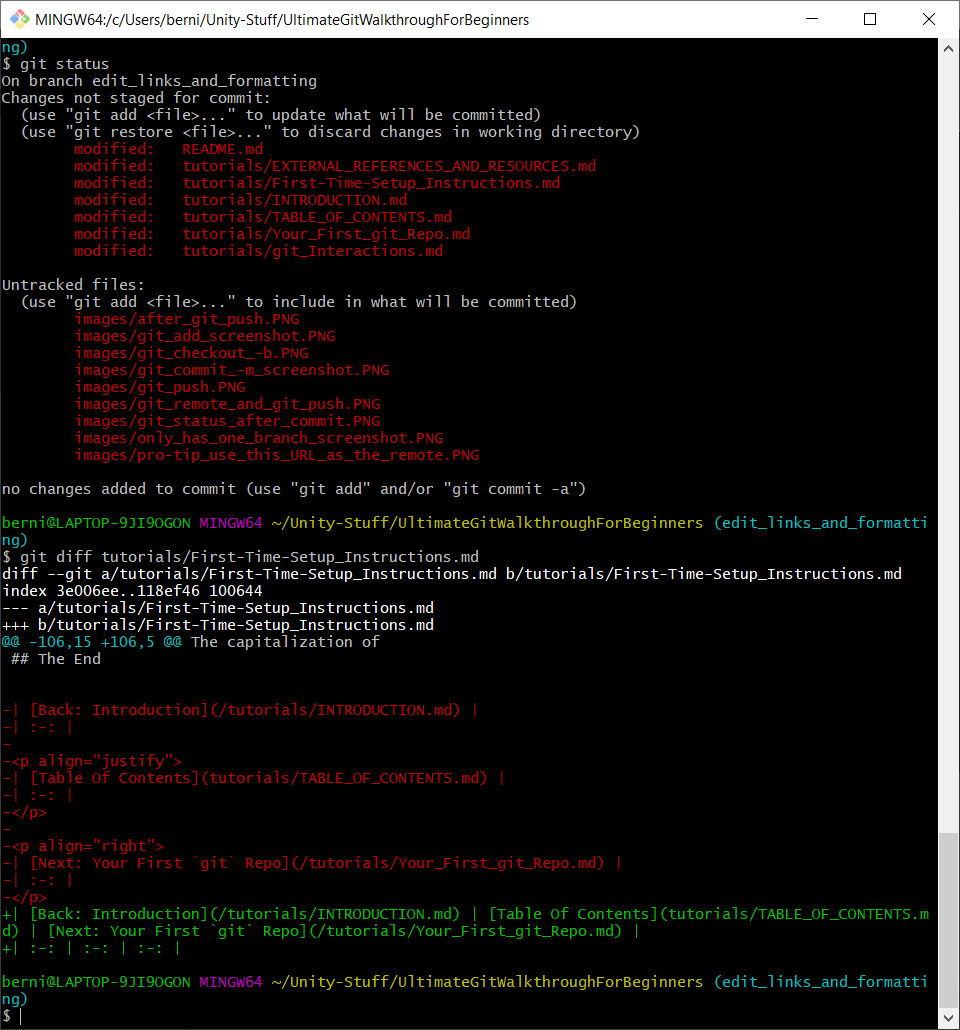 MINGW64:/c/Users/berni/Unity-Stuff/UltimateGitWalkthroughForBeginners
ng)
$ git status
On branch edit_links_and_formatting
Changes not staged for commit:
  (use "git add <file>..." to update what will be committed)
  (use "git restore <file>..." to discard changes in working directory)
        modified:   README.md
        modified:   tutorials/EXTERNAL_REFERENCES_AND_RESOURCES.md
        modified:   tutorials/First-Time-Setup_Instructions.md
        modified:   tutorials/INTRODUCTION.md
        modified:   tutorials/TABLE_OF_CONTENTS.md
        modified:   tutorials/Your_First_git_Repo.md
        modified:   tutorials/git_Interactions.md

Untracked files:
  (use "git add <file>..." to include in what will be committed)
        images/after_git_push.PNG
        images/git_add_screenshot.PNG
        images/git_checkout_-b.PNG
        images/git_commit_-m_screenshot.PNG
        images/git_push.PNG
        images/git_remote_and_git_push.PNG
        images/git_status_after_commit.PNG
        images/only_has_one_branch_screenshot.PNG
        images/pro-tip_use_this_URL_as_the_remote.PNG

no changes added to commit (use "git add" and/or "git commit -a")

berni@LAPTOP-9JI9OGON MINGW64 ~/Unity-Stuff/UltimateGitWalkthroughForBeginners (edit_links_and_formatti
ng)
$ git diff tutorials/First-Time-Setup_Instructions.md
diff --git a/tutorials/First-Time-Setup_Instructions.md b/tutorials/First-Time-Setup_Instructions.md
index 3e006ee..118ef46 100644
--- a/tutorials/First-Time-Setup_Instructions.md
+++ b/tutorials/First-Time-Setup_Instructions.md
@@ -106,15 +106,5 @@ The capitalization of
 ## The End


-| [Back: Introduction](/tutorials/INTRODUCTION.md) |
-| :-: |
-
-<p align="justify">
-| [Table Of Contents](tutorials/TABLE_OF_CONTENTS.md) |
-| :-: |
-</p>
-
-<p align="right">
-| [Next: Your First `git` Repo](/tutorials/Your_First_git_Repo.md) |
-| :-: |
-</p>
+| [Back: Introduction](/tutorials/INTRODUCTION.md) | [Table Of Contents](tutorials/TABLE_OF_CONTENTS.m
d) | [Next: Your First `git` Repo](/tutorials/Your_First_git_Repo.md) |
+| :-: | :-: | :-: |

berni@LAPTOP-9JI9OGON MINGW64 ~/Unity-Stuff/UltimateGitWalkthroughForBeginners (edit_links_and_formatti
ng)
$